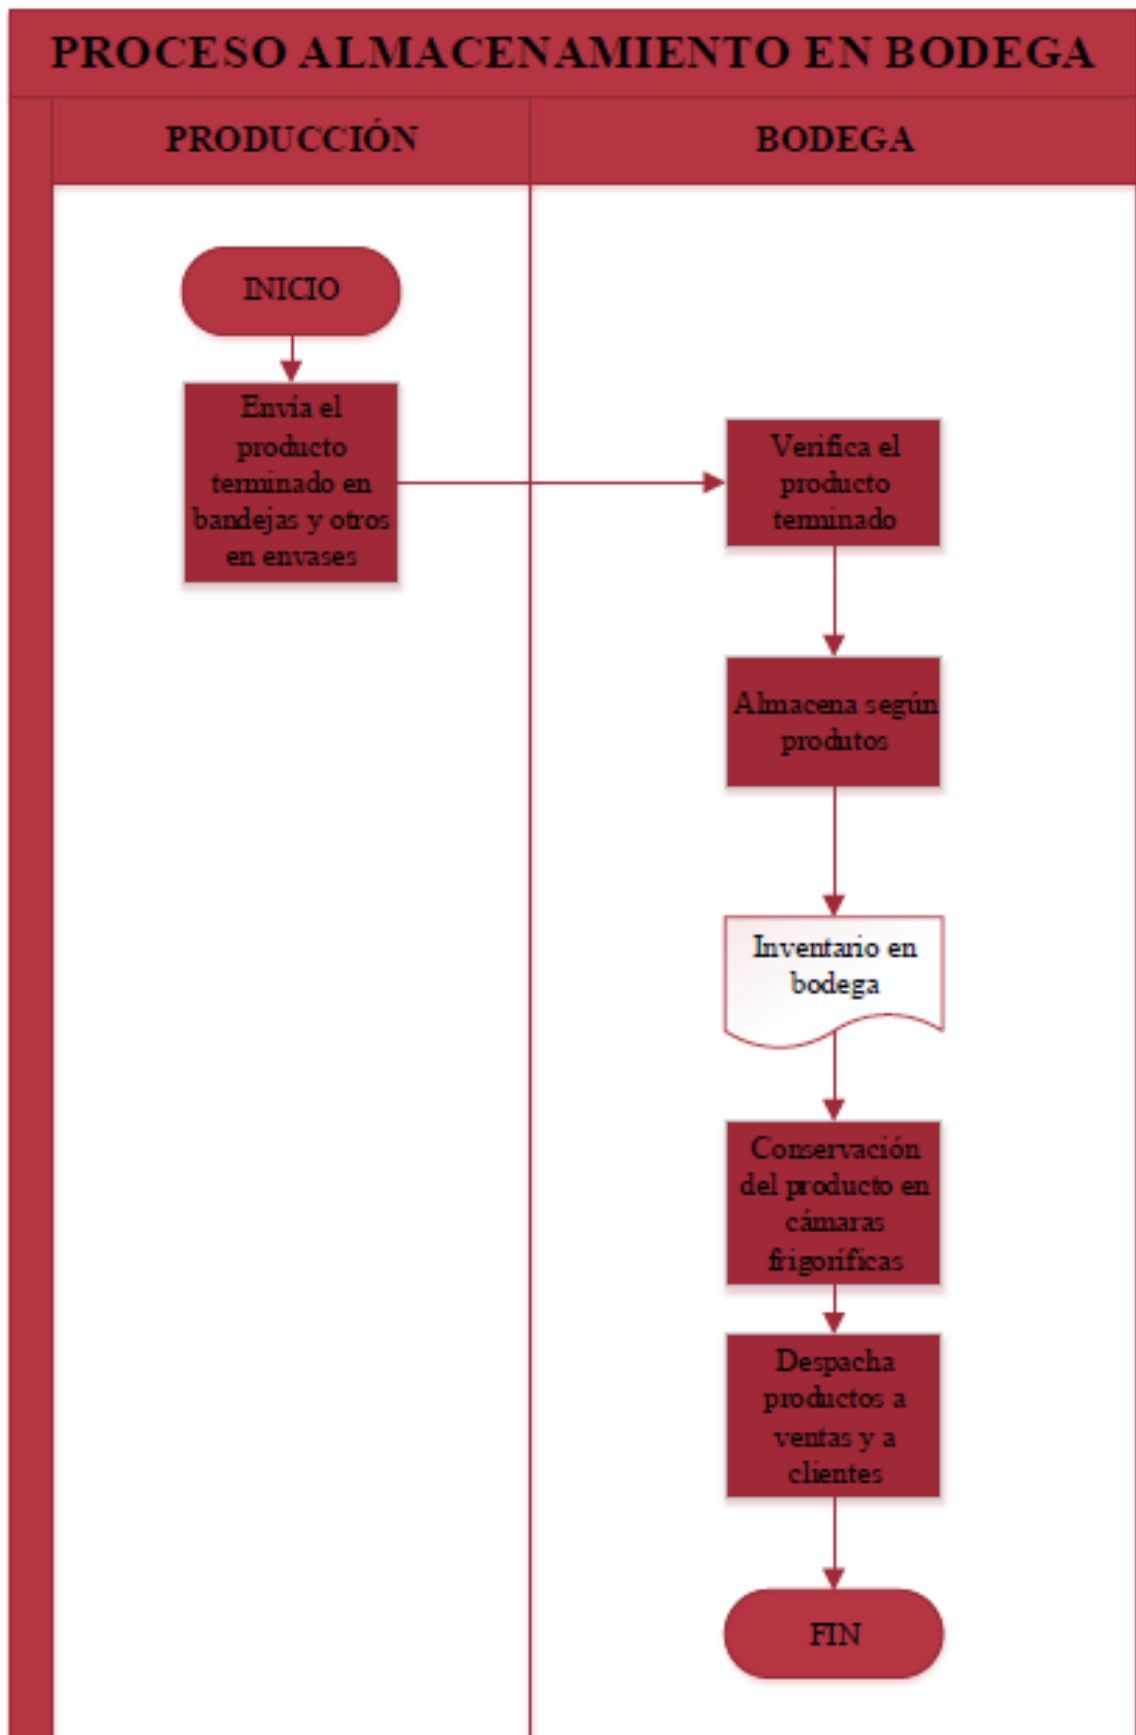 PROCESO ALMACENAMIENTO EN BODEGA
PRODUCCIÓN
BODEGA
INICIO
Envía el
producto
terminado en
bandejas y otros
en envases
Verifica el
producto
terminado
Almacena según
produtos
Inventario en
bodega
Conservación
del producto en
cámaras
frigoríficas
Despacha
productos a
ventas y a
clientes
FIN